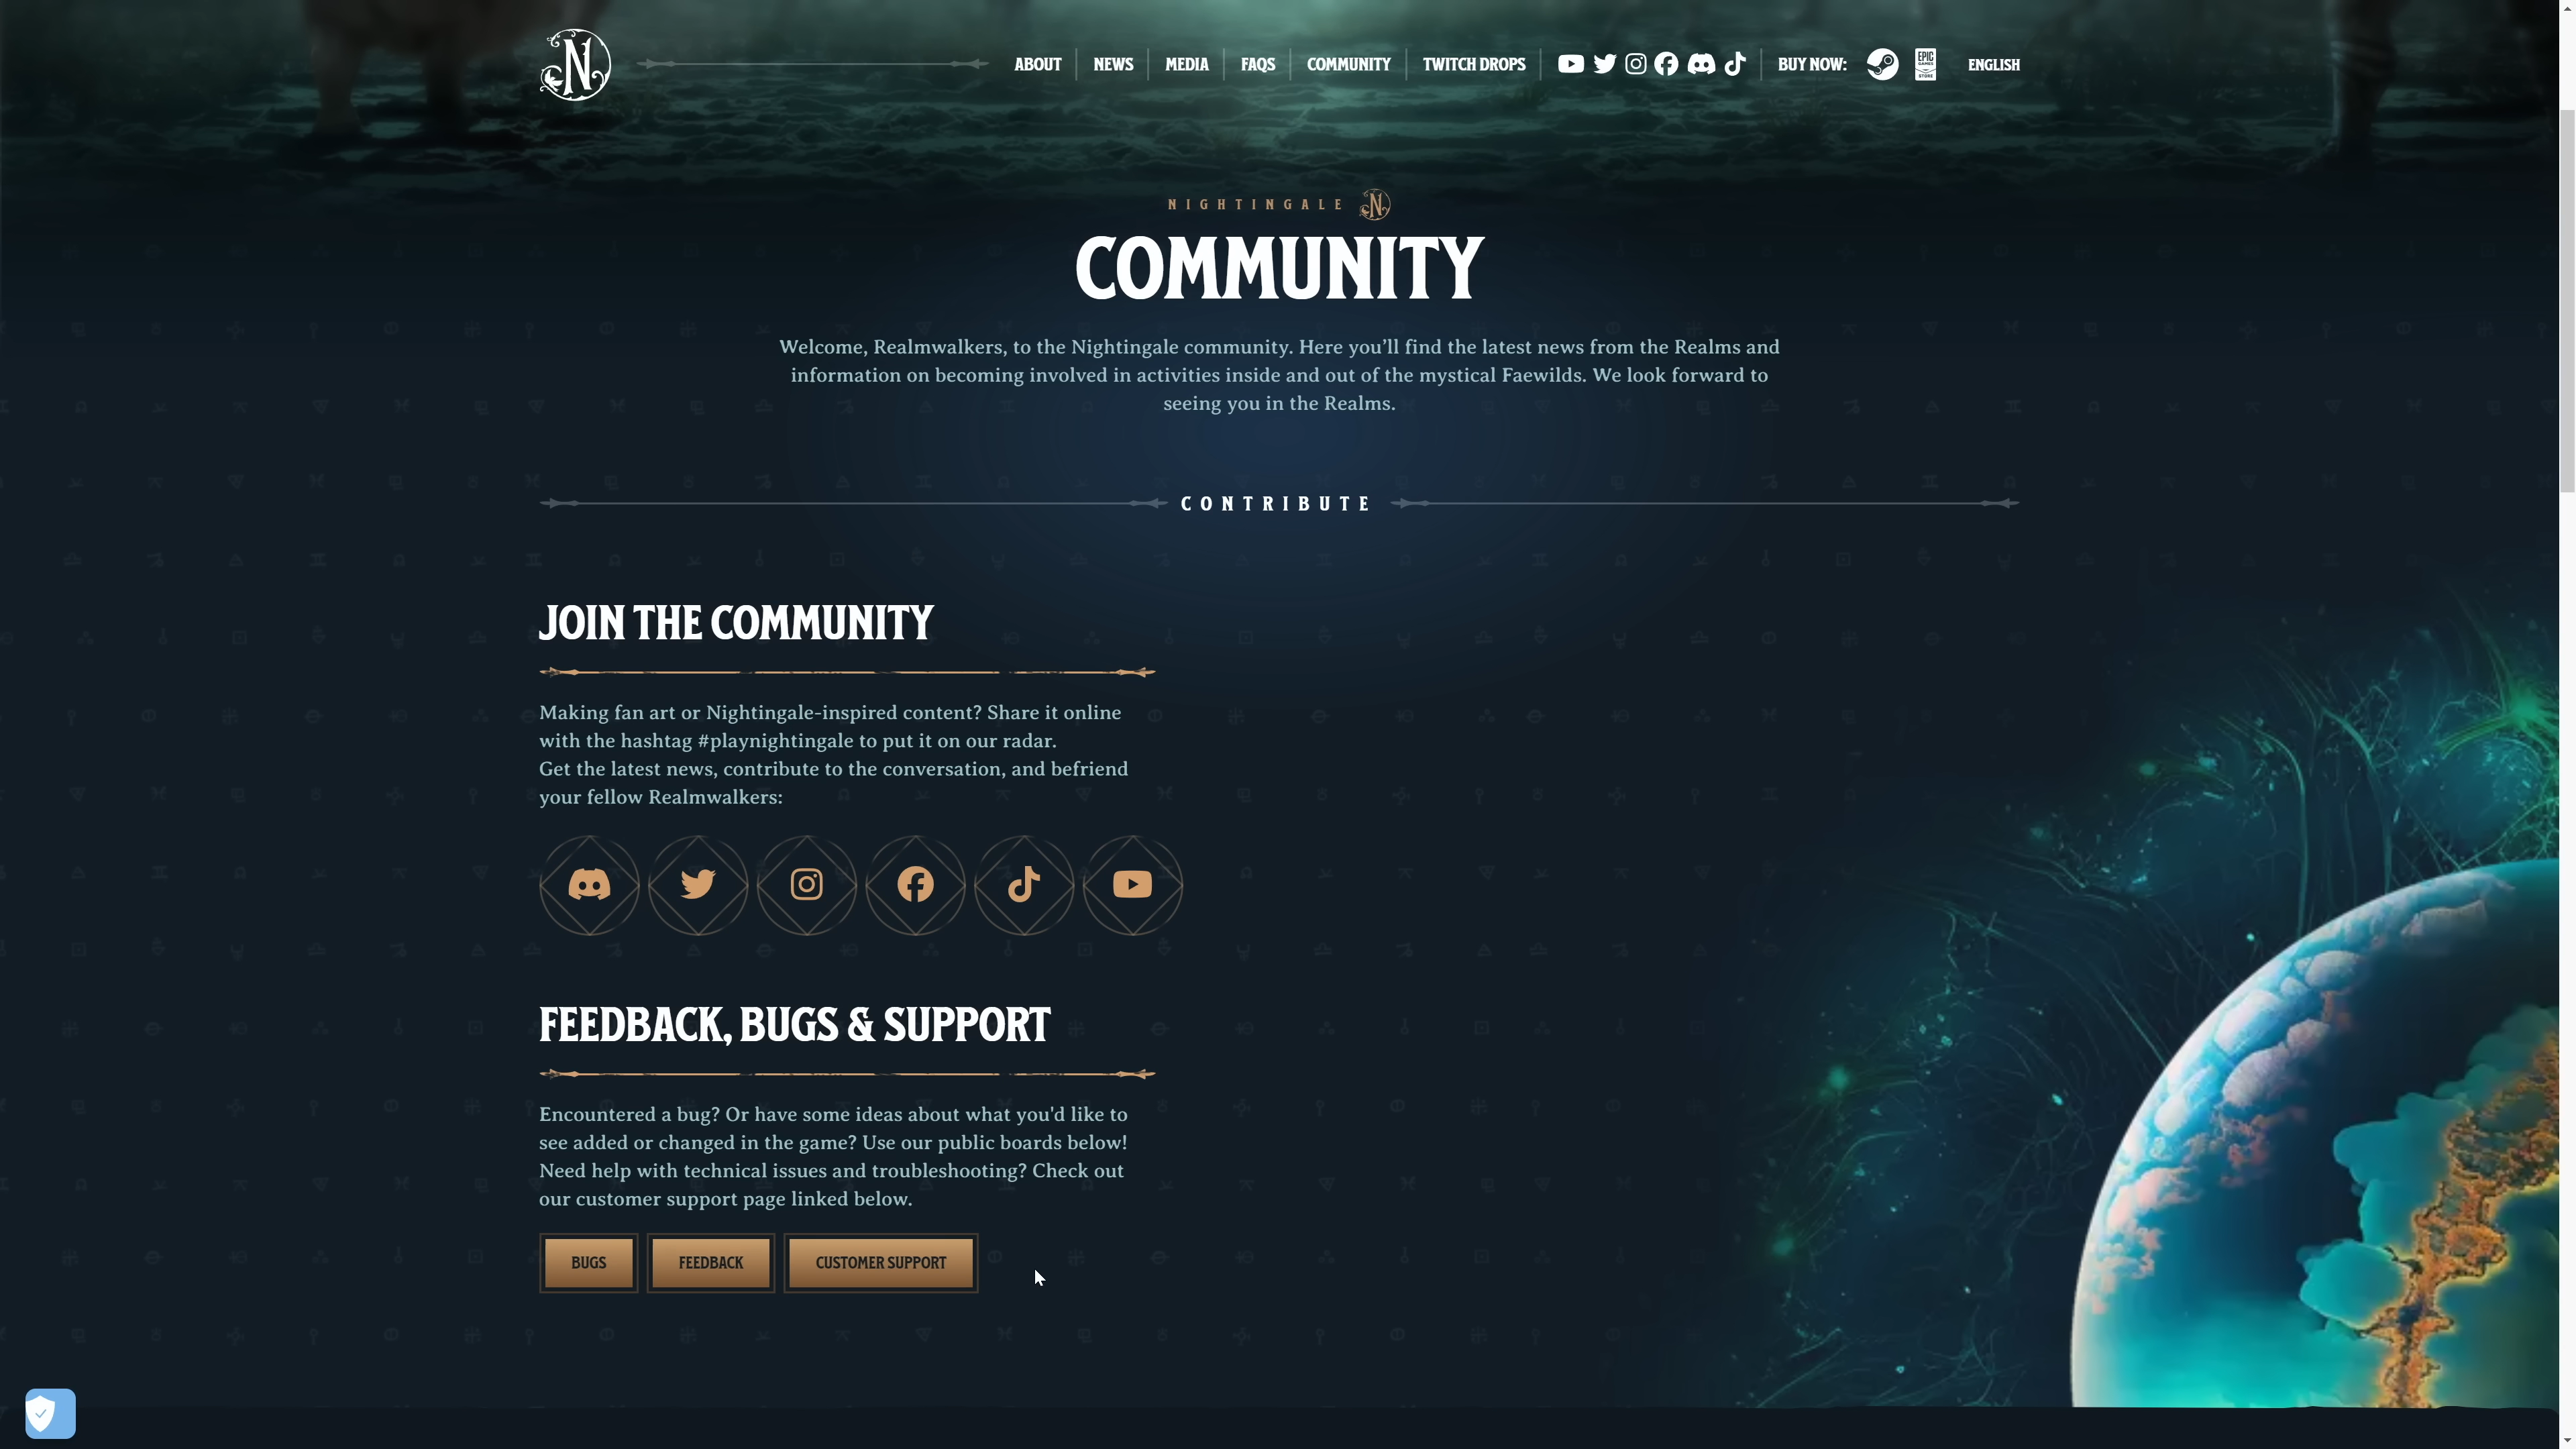 N
ABOUT
NEWS
MEDIA
FAQS
COMMUNITY
TWITCH DROPS
BUY NOW:
EPIC
GAMES
STORE
ENGLISH
NIGHTINGALE N
COMMUNITY
Welcome, Realmwalkers, to the Nightingale community. Here you’ll find the latest news from the Realms and
information on becoming involved in activities inside and out of the mystical Faewilds. We look forward to
seeing you in the Realms.
CONTRIBUTE
JOIN THE COMMUNITY
Making fan art or Nightingale-inspired content? Share it online
with the hashtag #playnightingale to put it on our radar.
Get the latest news, contribute to the conversation, and befriend
your fellow Realmwalkers:
FEEDBACK, BUGS & SUPPORT
Encountered a bug? Or have some ideas about what you'd like to
see added or changed in the game? Use our public boards below!
Need help with technical issues and troubleshooting? Check out
our customer support page linked below.
BUGS
FEEDBACK
CUSTOMER SUPPORT